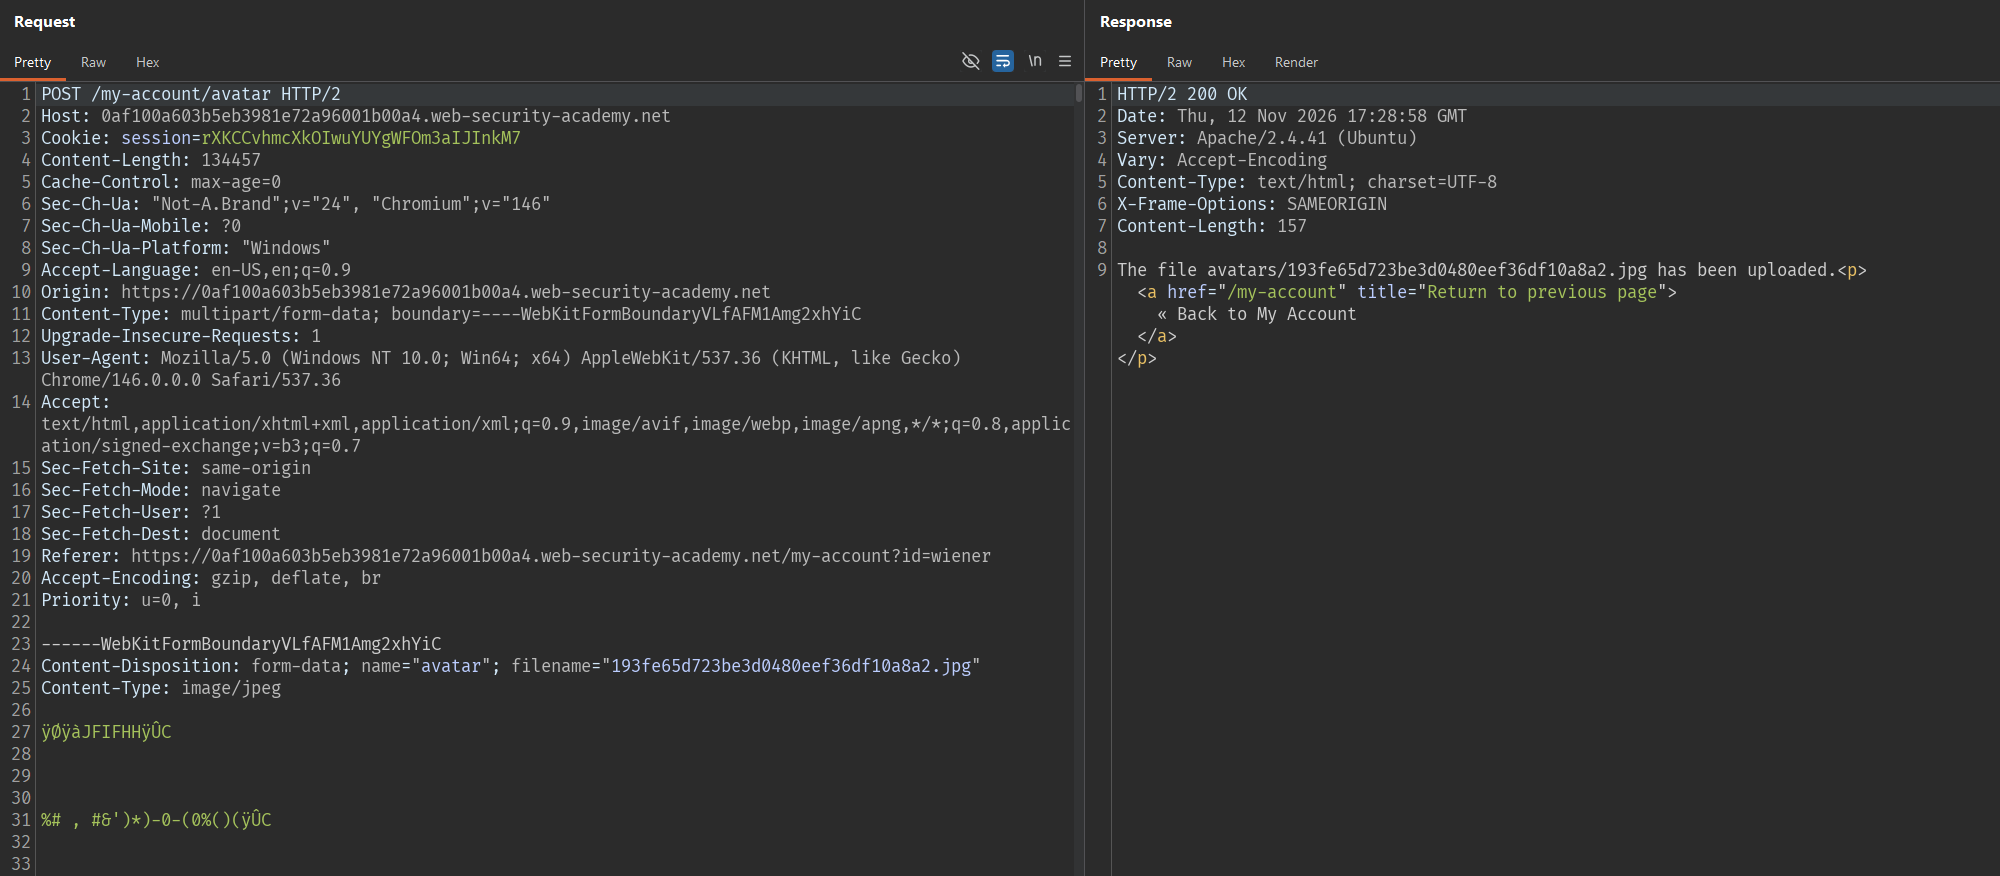 Request
Pretty Raw Hex \n
1 POST /my-account/avatar HTTP/2
2 Host: 0af100a603b5eb3981e72a96001b00a4.web-security-academy.net
3 Cookie: session=rXKCCvhmcXkOIwuYUYgWFOm3aIJInkM7
4 Content-Length: 134457
5 Cache-Control: max-age=0
6 Sec-Ch-Ua: "Not-A.Brand";v="24", "Chromium";v="146"
7 Sec-Ch-Ua-Mobile: ?0
8 Sec-Ch-Ua-Platform: "Windows"
9 Accept-Language: en-US,en;q=0.9
10 Origin: https://0af100a603b5eb3981e72a96001b00a4.web-security-academy.net
11 Content-Type: multipart/form-data; boundary=----WebKitFormBoundaryVLfAFM1Amg2xhYiC
12 Upgrade-Insecure-Requests: 1
13 User-Agent: Mozilla/5.0 (Windows NT 10.0; Win64; x64) AppleWebKit/537.36 (KHTML, like Gecko)
Chrome/146.0.0.0 Safari/537.36
14 Accept:
text/html,application/xhtml+xml,application/xml;q=0.9,image/avif,image/webp,image/apng,*/*;q=0.8,applic
ation/signed-exchange;v=b3;q=0.7
15 Sec-Fetch-Site: same-origin
16 Sec-Fetch-Mode: navigate
17 Sec-Fetch-User: ?1
18 Sec-Fetch-Dest: document
19 Referer: https://0af100a603b5eb3981e72a96001b00a4.web-security-academy.net/my-account?id=wiener
20 Accept-Encoding: gzip, deflate, br
21 Priority: u=0, i
22
23 ------WebKitFormBoundaryVLfAFM1Amg2xhYiC
24 Content-Disposition: form-data; name="avatar"; filename="193fe65d723be3d0480eef36df10a8a2.jpg"
25 Content-Type: image/jpeg
26
27 ÿØÿàJFIFHHÿÛC
28
29
30
31 %# , #&')*)-0-(0%()(ÿÛC
32
33
Response
Pretty Raw Hex Render
1 HTTP/2 200 OK
2 Date: Thu, 12 Nov 2026 17:28:58 GMT
3 Server: Apache/2.4.41 (Ubuntu)
4 Vary: Accept-Encoding
5 Content-Type: text/html; charset=UTF-8
6 X-Frame-Options: SAMEORIGIN
7 Content-Length: 157
8
9 The file avatars/193fe65d723be3d0480eef36df10a8a2.jpg has been uploaded.<p>
<a href="/my-account" title="Return to previous page">
« Back to My Account
</a>
</p>